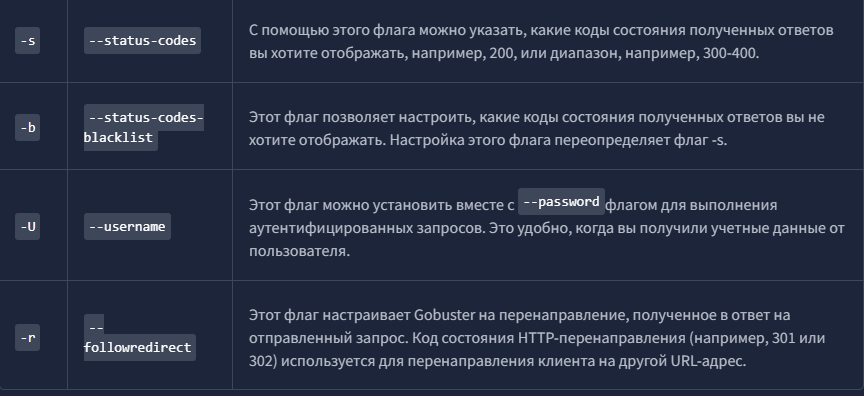 -s
--status-codes
С помощью этого флага можно указать, какие коды состояния полученных ответов
вы хотите отображать, например, 200, или диапазон, например, 300-400.
-b
--status-codes-
blacklist
Этот флаг позволяет настроить, какие коды состояния полученных ответов вы не
хотите отображать. Настройка этого флага переопределяет флаг -s.
-U
--username
Этот флаг можно установить вместе с --password флагом для выполнения
аутентифицированных запросов. Это удобно, когда вы получили учетные данные от
пользователя.
-r
--
followredirect
Этот флаг настраивает Gobuster на перенаправление, полученное в ответ на
отправленный запрос. Код состояния HTTP-перенаправления (например, 301 или
302) используется для перенаправления клиента на другой URL-адрес.